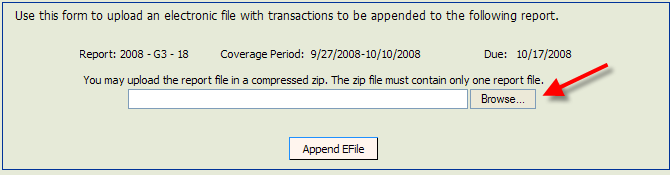 Use this form to upload an electronic file with transactions to be appended to the following report.
Report: 2008 - G3 - 18 Coverage Period: 9/27/2008-10/10/2008 Due: 10/17/2008
You may upload the report file in a compressed zip. The zip file must contain only one report file.
Browse...
Append EFile